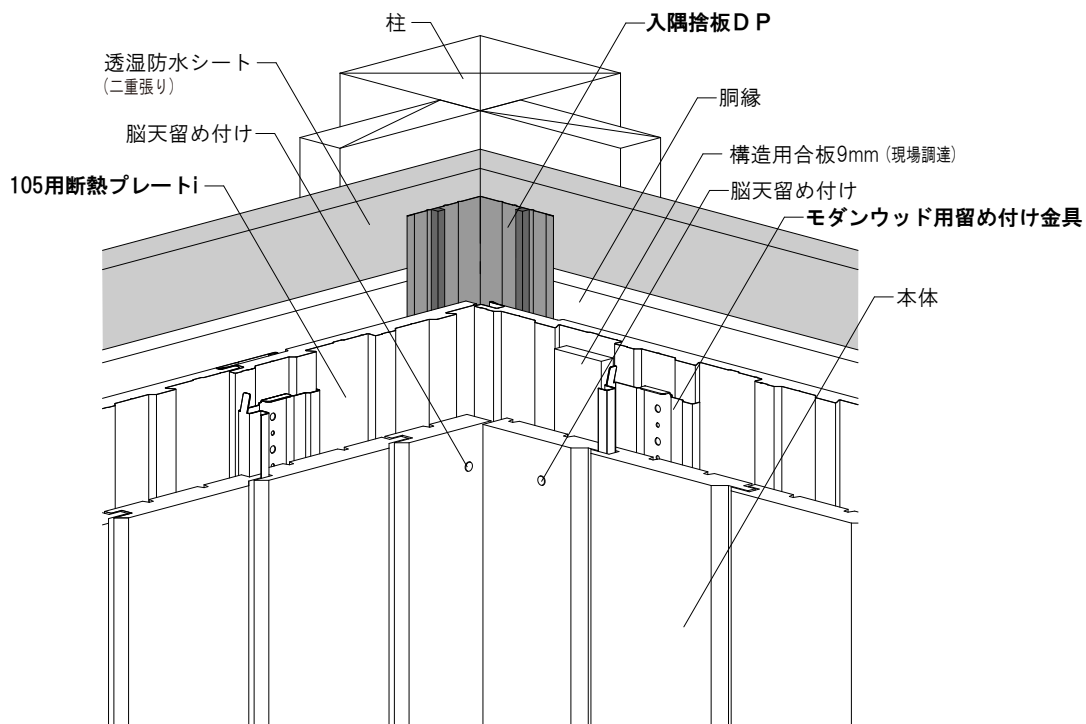 柱
入隅捨板ＤＰ
透湿防水シート
(二重張り)
胴縁
脳天留め付け
構造用合板9mm (現場調達)
脳天留め付け
105用断熱プレートi
モダンウッド用留め付け金具
本体